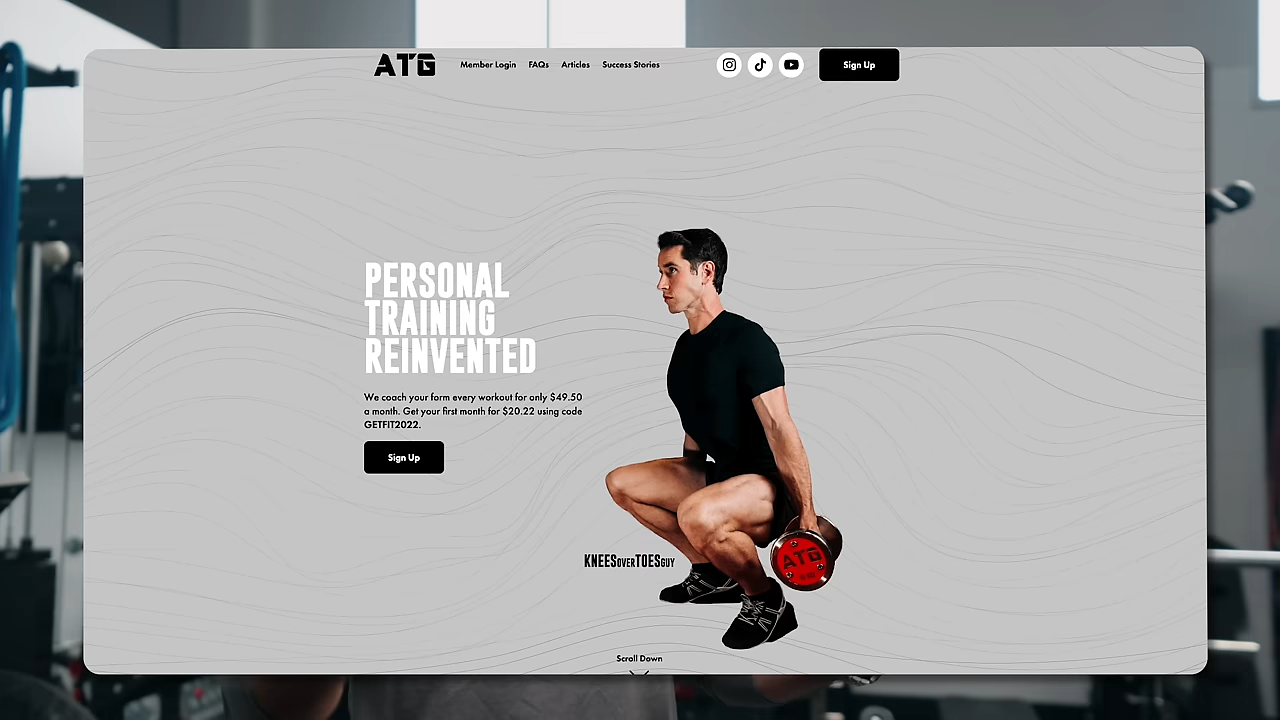 ATG
Member Login FAQs Articles Success Stories
Sign Up
PERSONAL
TRAINING
REINVENTED
We coach your form every workout for only $49.50
a month. Get your first month for $20.22 using code
GETFIT2022.
Sign Up
KNEESOVERTOESGUY
ATG
Scroll Down